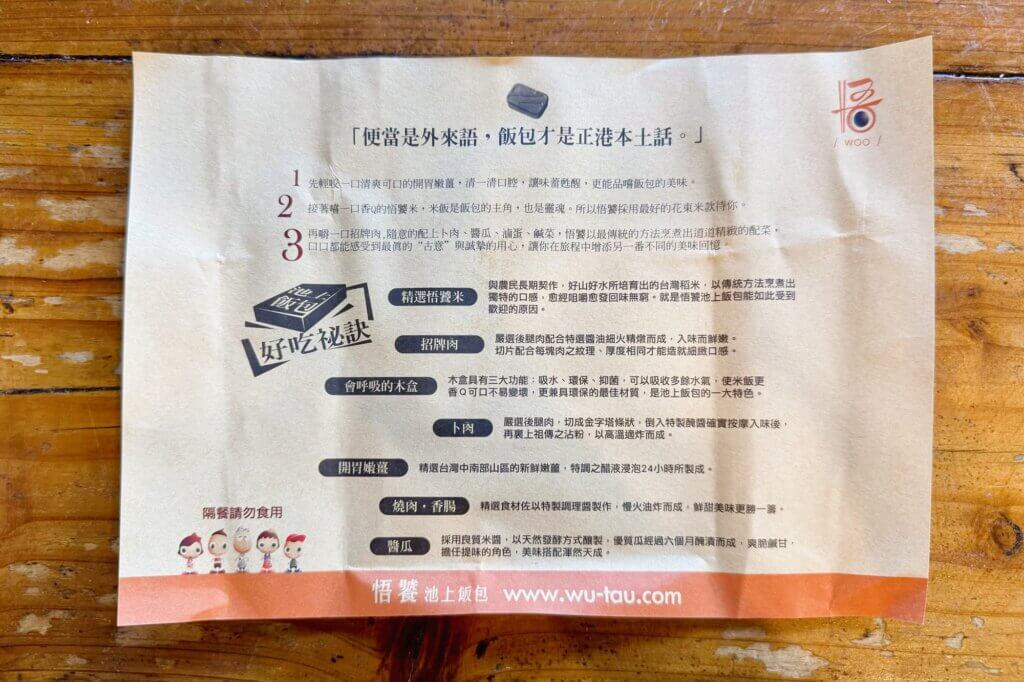 悟
/ WOO /
「便當是外來語，飯包才是正港本土話。」
1 先輕咬一口清爽可口的開胃嫩薑，清一清口腔，讓味蕾甦醒，更能品嚐飯包的美味。
2 接著嚐一口香Q的悟饕米，米飯是飯包的主角，也是靈魂。所以悟饕採用最好的花東米款待你。
3 再嚼一口招牌肉，隨意的配上卜肉、醬瓜、滷蛋、鹹菜，悟饕以最傳統的方法烹煮出道道精緻的配菜，
口口都能感受到最真的"古意"與誠摯的用心，讓你在旅程中增添另一番不同的美味回憶。
池上
飯包
好吃祕訣
精選悟饕米
與農民長期契作，好山好水所培育出的台灣稻米，以傳統方法烹煮出
獨特的口感，愈經咀嚼愈發回味無窮。就是悟饕池上飯包能如此受到
歡迎的原因。
招牌肉
嚴選後腿肉配合特選醬油細火精燉而成，入味而鮮嫩。
切片配合每塊肉之紋理、厚度相同才能造就細緻口感。
會呼吸的木盒
木盒具有三大功能：吸水、環保、抑菌，可以吸收多餘水氣，使米飯更
香Q可口不易變壞，更兼具環保的最佳材質，是池上飯包的一大特色。
卜肉
嚴選後腿肉，切成金字塔條狀，倒入特製醃醬確實按摩入味後，
再裹上祖傳之沾粉，以高溫適炸而成。
開胃嫩薑
精選台灣中南部山區的新鮮嫩薑，特調之醋液浸泡24小時所製成。
燒肉・香腸
精選食材佐以特製調理醬製作，慢火油炸而成，鮮甜美味更勝一籌。
醬瓜
採用良質米醬，以天然發酵方式釀製，優質瓜經過六個月醃漬而成，爽脆鹹甘，
擔任提味的角色，美味搭配渾然天成。
隔餐請勿食用
悟饕 池上飯包 www.wu-tau.com